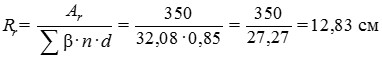 R_r = A_r / ∑ β·n·d = 350 / 32,08·0,85 = 350 / 27,27 = 12,83 см